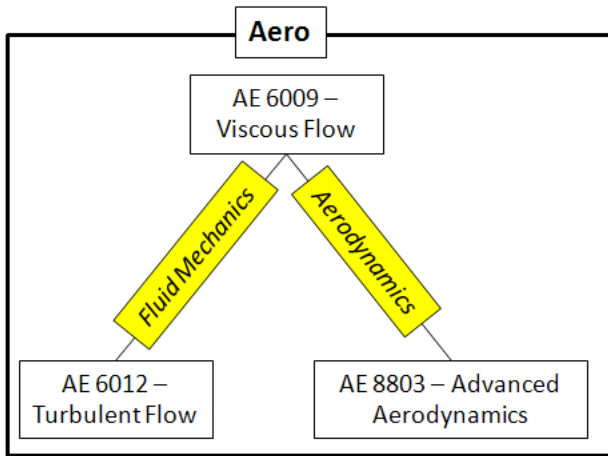 Aero
AE 6009 –
Viscous Flow
Fluid Mechanics
Aerodynamics
AE 6012 –
Turbulent Flow
AE 8803 – Advanced
Aerodynamics